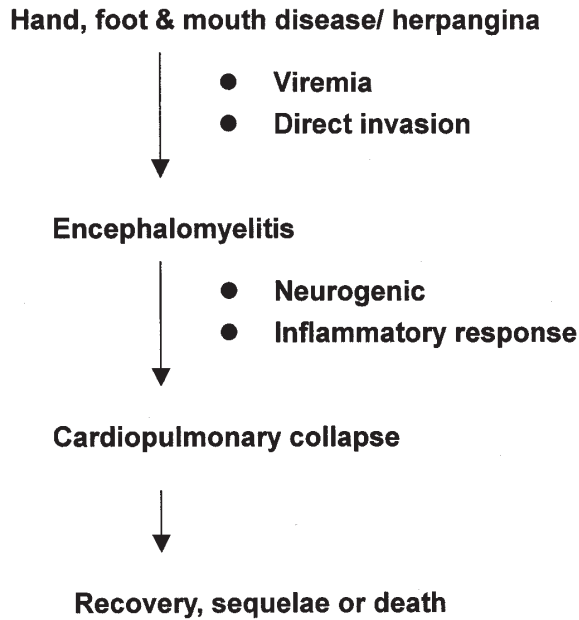 Hand, foot & mouth disease/ herpangina
● Viremia
● Direct invasion
Encephalomyelitis
● Neurogenic
● Inflammatory response
Cardiopulmonary collapse
Recovery, sequelae or death